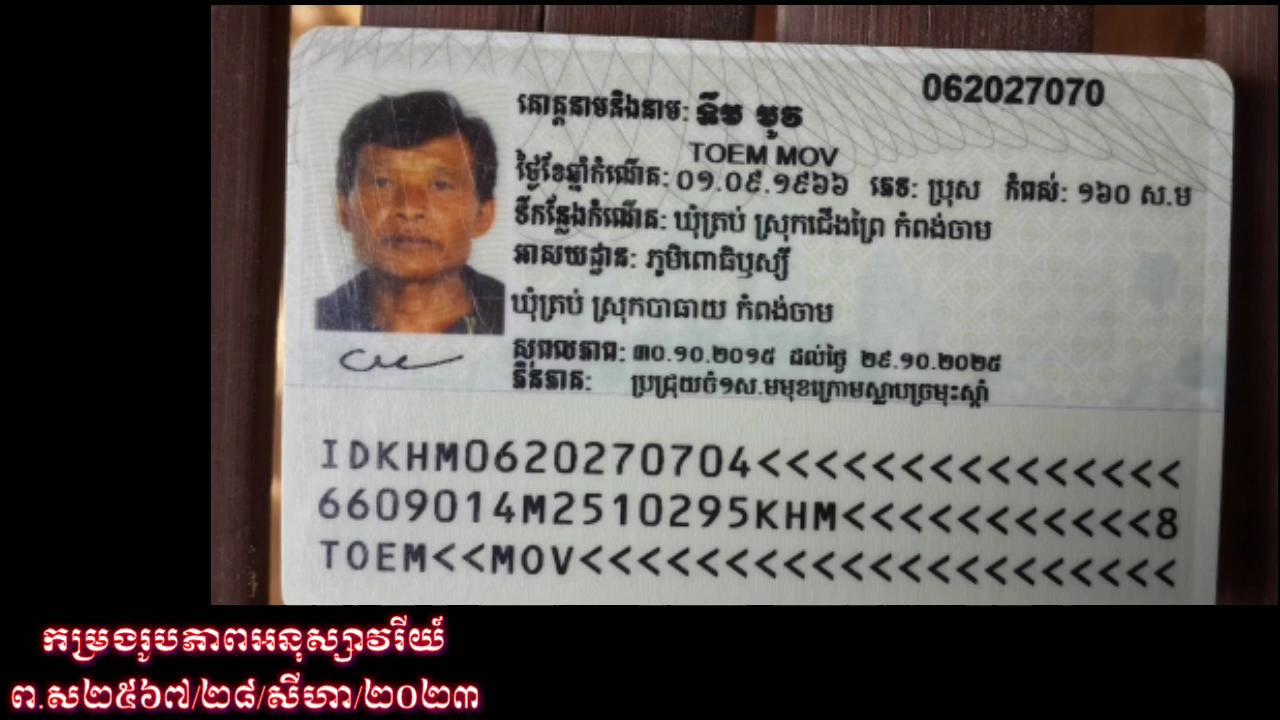 062027070
គោត្តនាមនិងនាម: ទឹម មូវ
TOEM MOV
ថ្ងៃខែឆ្នាំកំណើត: ០១.០៩.១៩៦៦ ភេទ: ប្រុស កំពស់: ១៦០ ស.ម
ទីកន្លែងកំណើត: ឃុំត្រប់ ស្រុកជើងព្រៃ កំពង់ចាម
អាសយដ្ឋាន: ភូមិពោធិឫស្សី
ឃុំត្រប់ ស្រុកបាធាយ កំពង់ចាម
សុពលភាព: ៣០.១០.២០១៥ ដល់ថ្ងៃ ២៩.១០.២០២៥
ភិនភាគ: ប្រជ្រុយចំ១ស.មមុខក្រោមស្លាបច្រមុះស្តាំ
IDKHM0620270704<<<<<<<<<<<<<<<
6609014M2510295KHM<<<<<<<<<<<8
TOEM<<MOV<<<<<<<<<<<<<<<<<<<<<
កម្រងរូបភាពអនុស្សាវរីយ៍
ព.ស២៥៦៧/២៨/សីហា/២០២៣